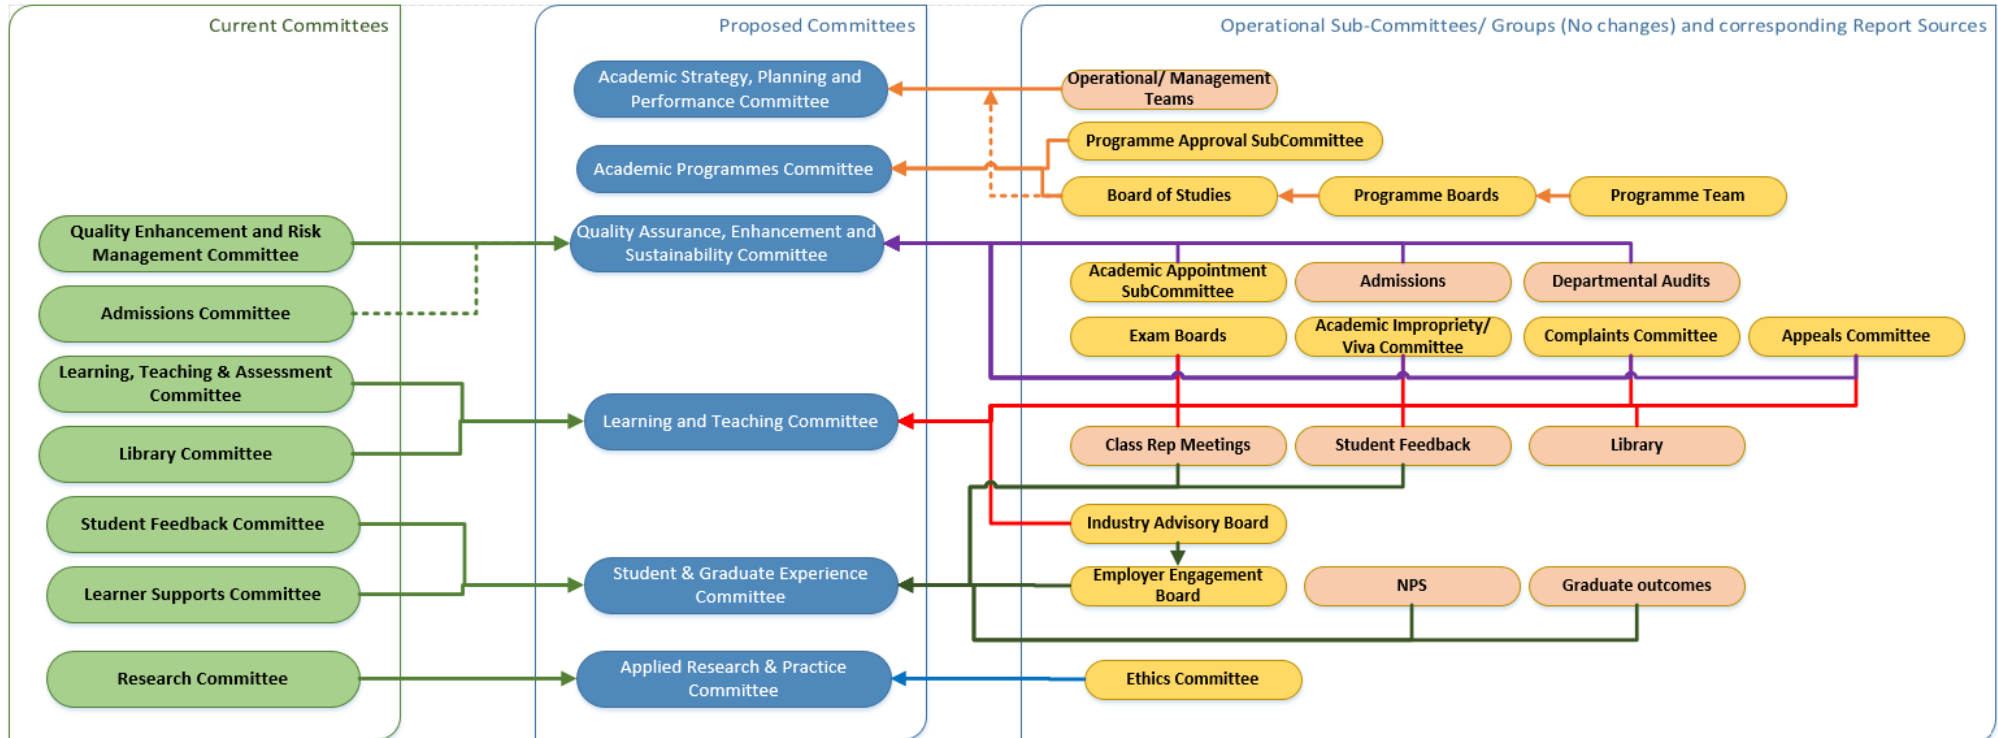 Current Committees
Proposed Committees
Operational Sub-Committees/ Groups (No changes) and corresponding Report Sources
Quality Enhancement and Risk
Management Committee
Admissions Committee
Learning, Teaching & Assessment
Committee
Library Committee
Student Feedback Committee
Learner Supports Committee
Research Committee
Academic Strategy, Planning and
Performance Committee
Academic Programmes Committee
Quality Assurance, Enhancement and
Sustainability Committee
Learning and Teaching Committee
Student & Graduate Experience
Committee
Applied Research & Practice
Committee
Operational/ Management
Teams
Programme Approval SubCommittee
Board of Studies
Programme Boards
Programme Team
Academic Appointment
SubCommittee
Admissions
Departmental Audits
Exam Boards
Academic Impropriety/
Viva Committee
Complaints Committee
Appeals Committee
Class Rep Meetings
Student Feedback
Library
Industry Advisory Board
Employer Engagement
Board
NPS
Graduate outcomes
Ethics Committee